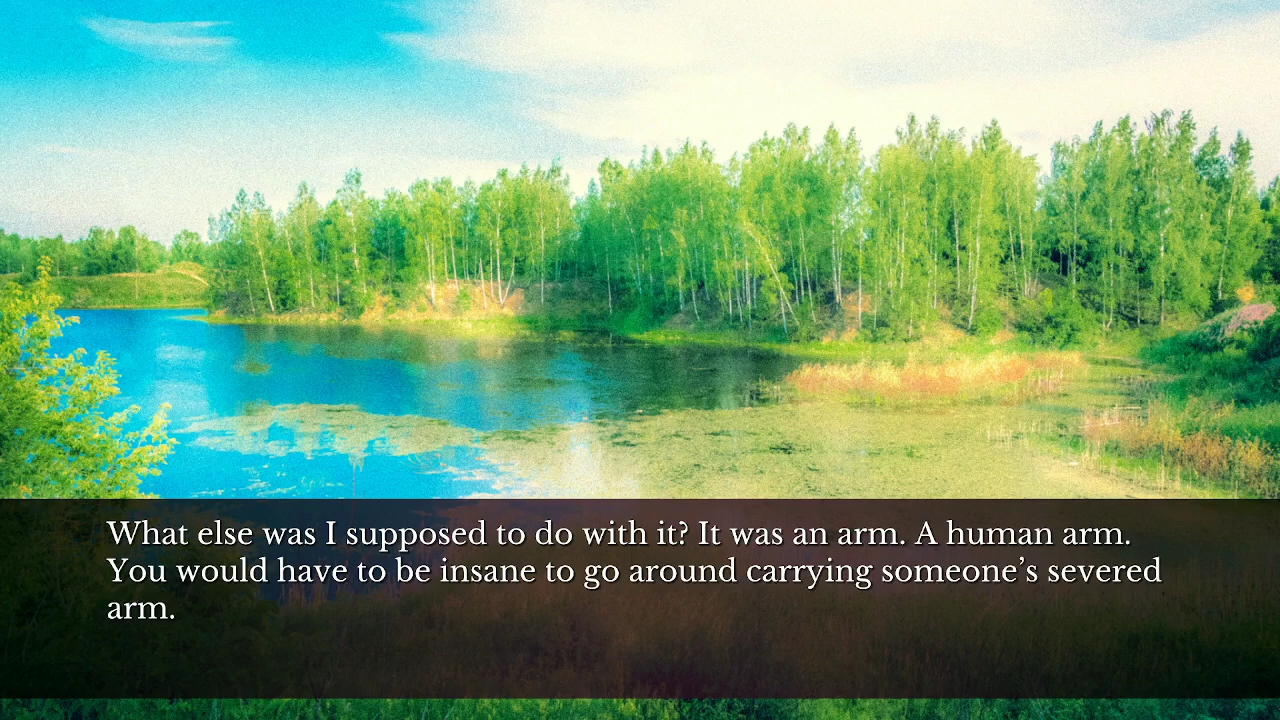 What else was I supposed to do with it? It was an arm. A human arm.
You would have to be insane to go around carrying someone’s severed
arm.